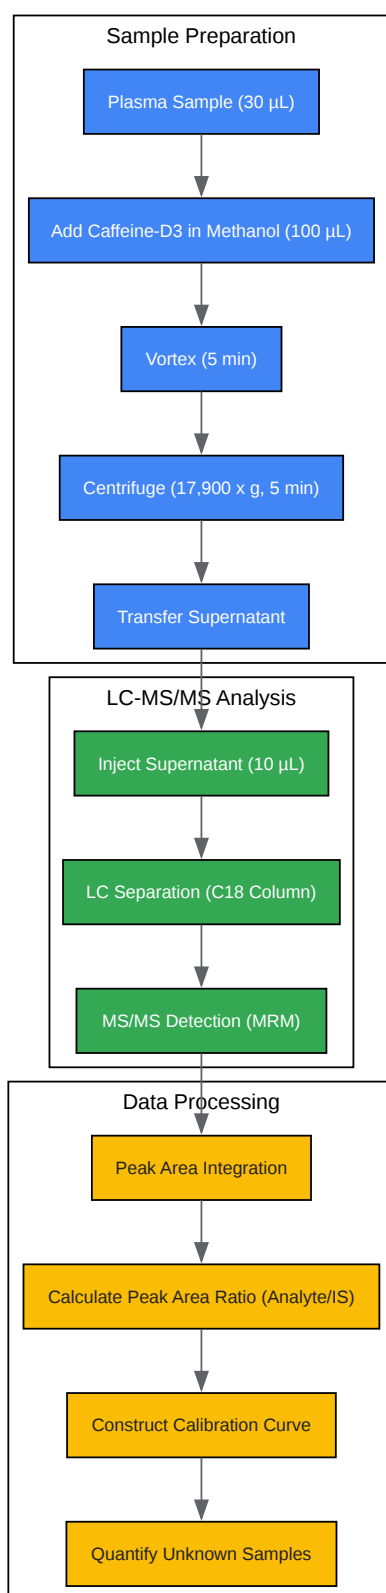 Sample Preparation
Plasma Sample (30 µL)
Add Caffeine-D3 in Methanol (100 µL)
Vortex (5 min)
Centrifuge (17,900 x g, 5 min)
Transfer Supernatant
LC-MS/MS Analysis
Inject Supernatant (10 µL)
LC Separation (C18 Column)
MS/MS Detection (MRM)
Data Processing
Peak Area Integration
Calculate Peak Area Ratio (Analyte/IS)
Construct Calibration Curve
Quantify Unknown Samples